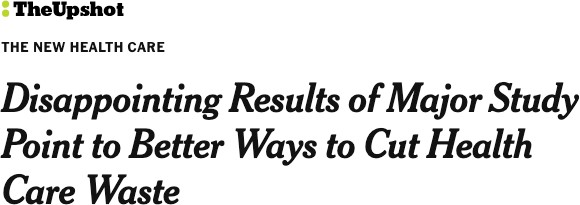 TheUpshot
THE NEW HEALTH CARE
Disappointing Results of Major Study
Point to Better Ways to Cut Health
Care Waste